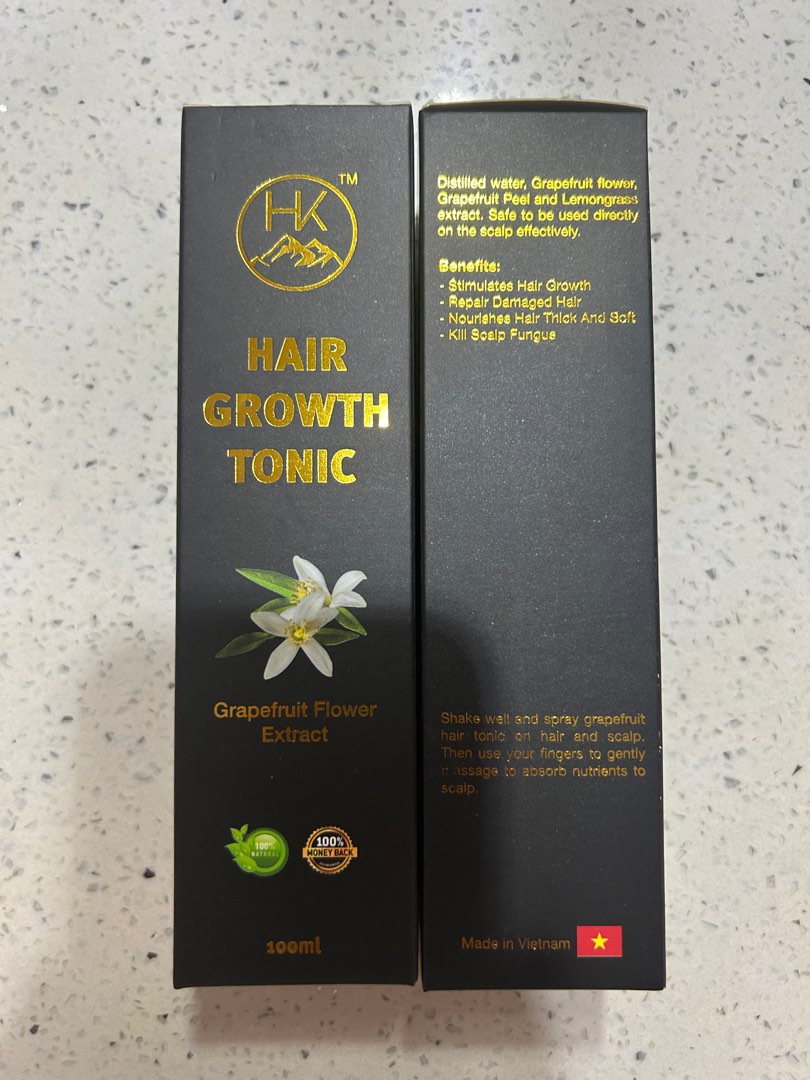 TM
HK
HAIR
GROWTH
TONIC
Grapefruit Flower
Extract
100%
NATURAL
100%
MONEY BACK
100ml
Distilled water, Grapefruit flower,
Grapefruit Peel and Lemongrass
extract. Safe to be used directly
on the scalp effectively.
Benefits:
- Stimulates Hair Growth
- Repair Damaged Hair
- Nourishes Hair Thick And Soft
- Kill Scalp Fungus
Shake well and spray grapefruit
hair tonic on hair and scalp.
Then use your fingers to gently
massage to absorb nutrients to
scalp.
Made in Vietnam